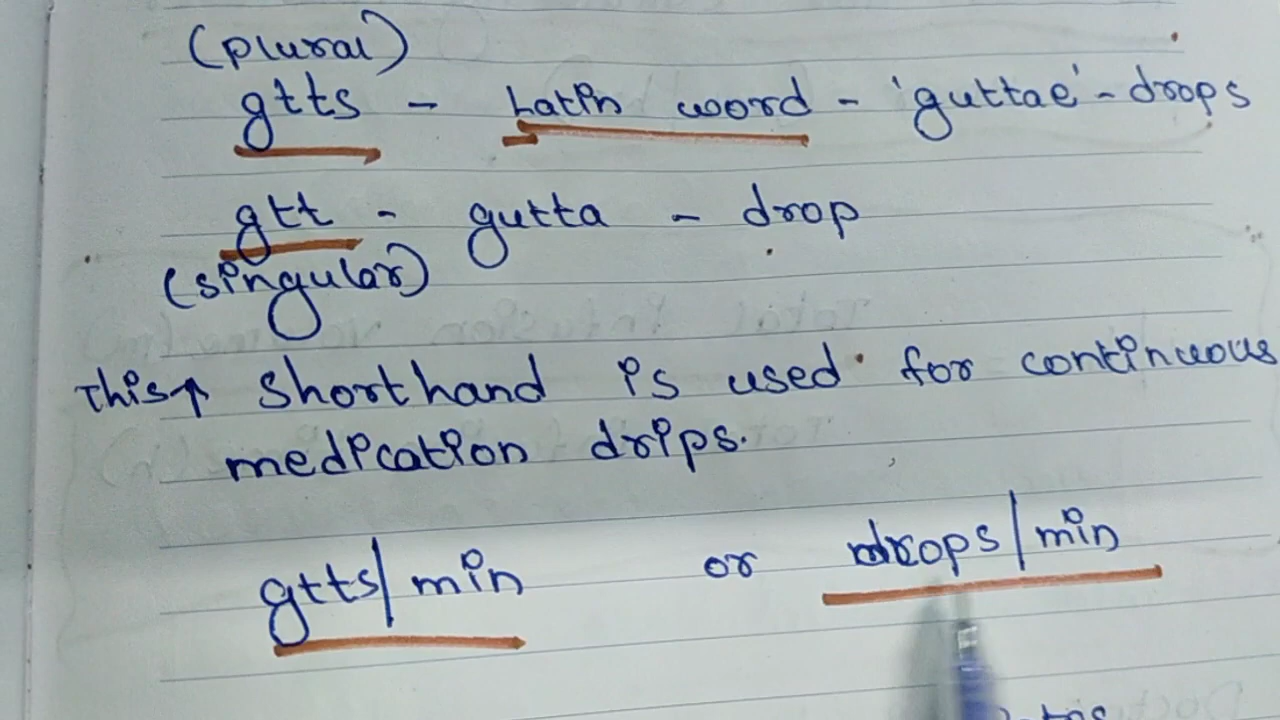 (plural)
gtts - Latin word - 'guttae' - drops
gtt - gutta - drop
(singular)
This↑ shorthand is used for continuous
medication drips.
gtts/min or drops/min